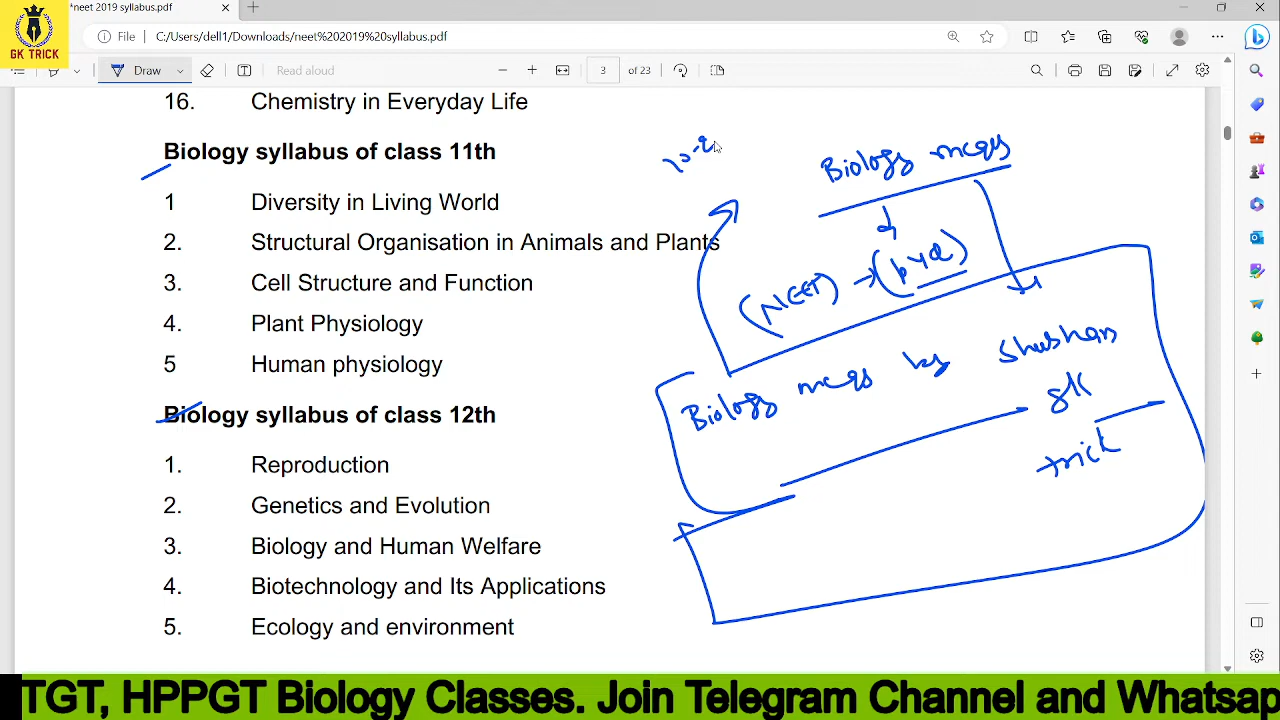 neet 2019 syllabus.pdf
GK TRICK
File C:/Users/dell1/Downloads/neet%202019%20syllabus.pdf
Draw Read aloud 3 of 23
16. Chemistry in Everyday Life
Biology syllabus of class 11th
1 Diversity in Living World
2. Structural Organisation in Animals and Plants
3. Cell Structure and Function
4. Plant Physiology
5 Human physiology
Biology syllabus of class 12th
1. Reproduction
2. Genetics and Evolution
3. Biology and Human Welfare
4. Biotechnology and Its Applications
5. Ecology and environment
Biology mcqs
(NEET) → (PYQ)
Biology mcqs by
gk
trick
TGT, HPPGT Biology Classes. Join Telegram Channel and Whatsap